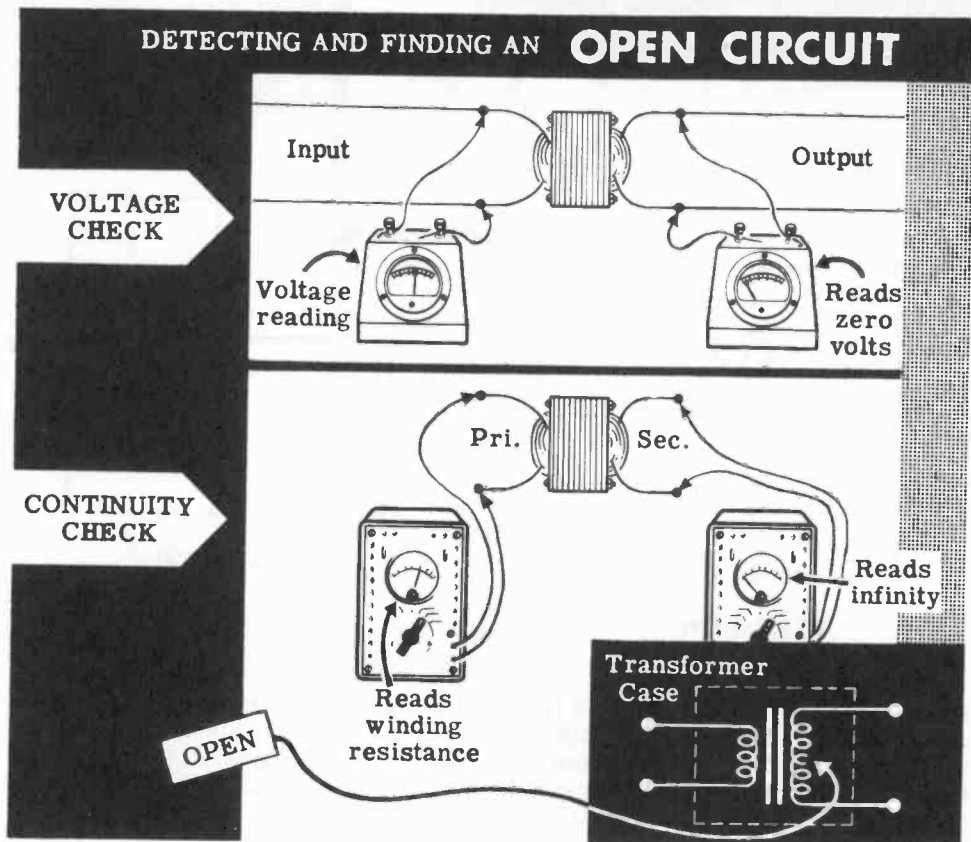 DETECTING AND FINDING AN OPEN CIRCUIT
VOLTAGE
CHECK
Input
Output
Voltage
reading
Reads
zero
volts
CONTINUITY
CHECK
Pri.
Sec.
Reads
winding
resistance
Reads
infinity
OPEN
Transformer
Case